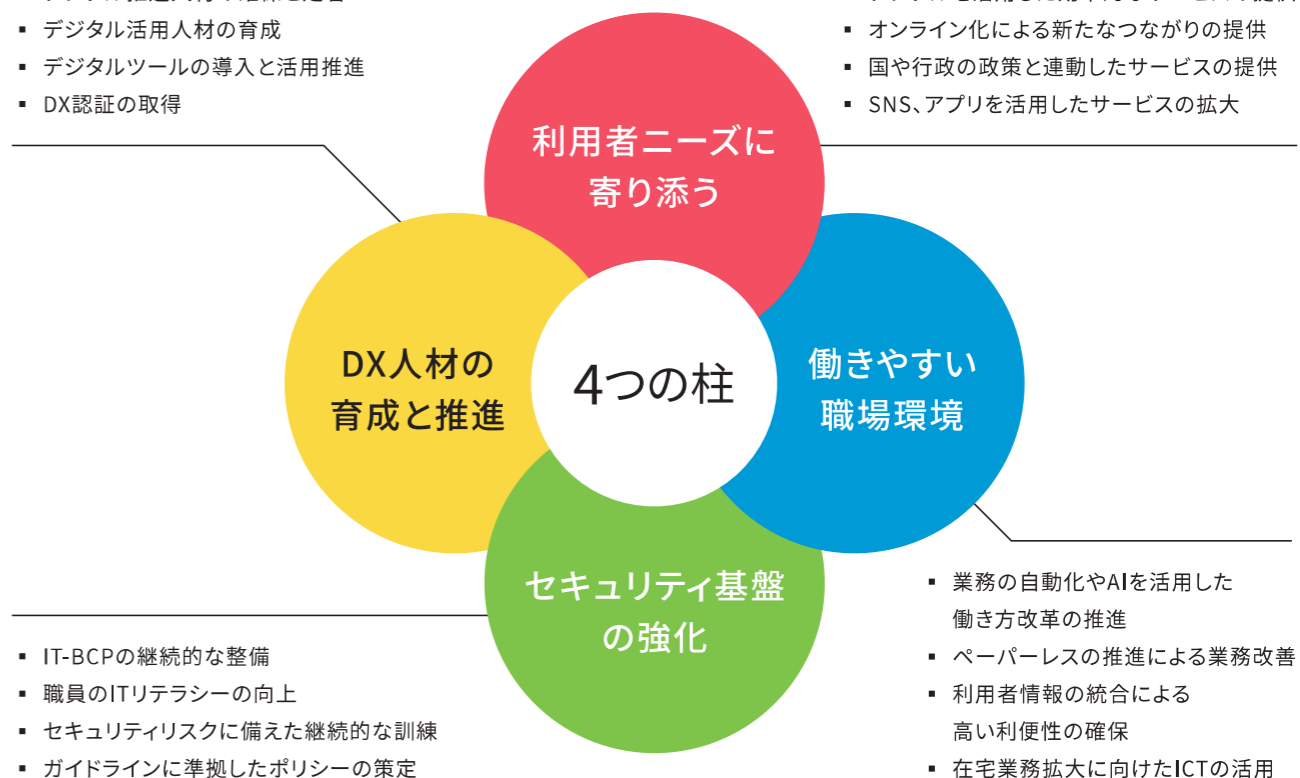 ▪ デジタル活用人材の育成
▪ デジタルツールの導入と活用推進
▪ DX認証の取得
▪ オンライン化による新たなつながりの提供
▪ 国や行政の政策と連動したサービスの提供
▪ SNS、アプリを活用したサービスの拡大
利用者ニーズに
寄り添う
DX人材の
育成と推進
4つの柱
働きやすい
職場環境
セキュリティ基盤
の強化
▪ IT-BCPの継続的な整備
▪ 職員のITリテラシーの向上
▪ セキュリティリスクに備えた継続的な訓練
▪ ガイドラインに準拠したポリシーの策定
▪ 業務の自動化やAIを活用した
働き方改革の推進
▪ ペーパーレスの推進による業務改善
▪ 利用者情報の統合による
高い利便性の確保
▪ 在宅業務拡大に向けたICTの活用